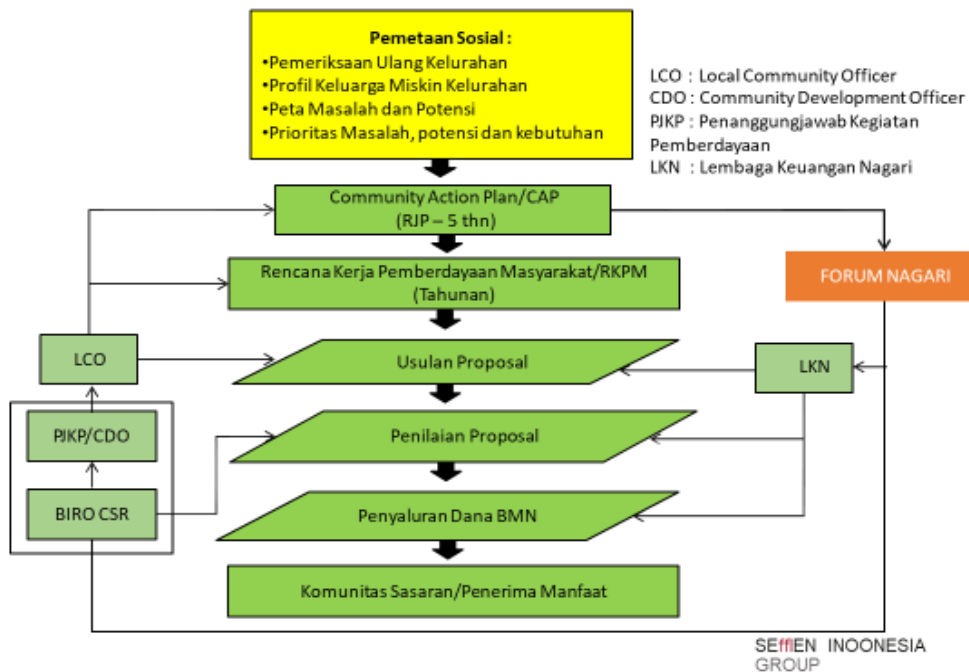 Pemetaan Sosial :
•Pemeriksaan Ulang Kelurahan
•Profil Keluarga Miskin Kelurahan
•Peta Masalah dan Potensi
•Prioritas Masalah, potensi dan kebutuhan
LCO : Local Community Officer
CDO : Community Development Officer
PJKP : Penanggungjawab Kegiatan
Pemberdayaan
LKN : Lembaga Keuangan Nagari
Community Action Plan/CAP
(RJP – 5 thn)
Rencana Kerja Pemberdayaan Masyarakat/RKPM
(Tahunan)
FORUM NAGARI
LCO
Usulan Proposal
LKN
PJKP/CDO
Penilaian Proposal
BIRO CSR
Penyaluran Dana BMN
Komunitas Sasaran/Penerima Manfaat
SEffIEN INOONESIA
GROUP